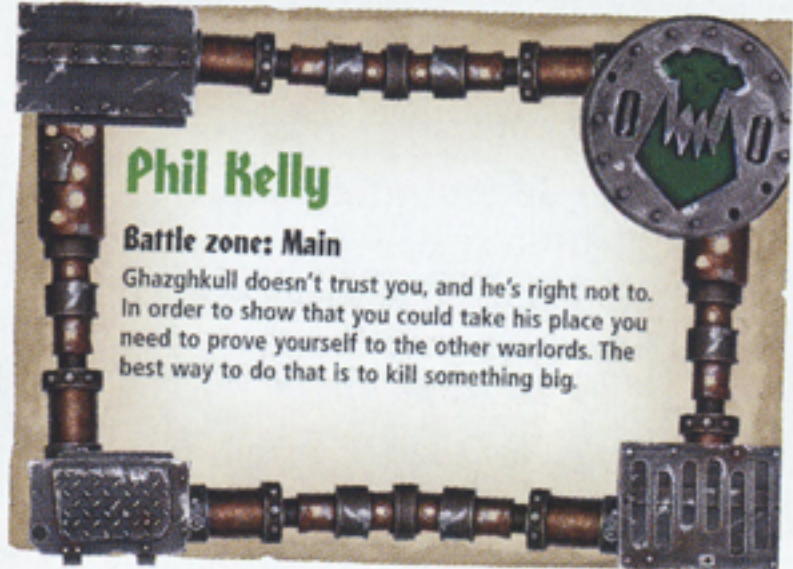 Phil Kelly
Battle zone: Main
Ghazghkull doesn't trust you, and he's right not to.
In order to show that you could take his place you
need to prove yourself to the other warlords. The
best way to do that is to kill something big.